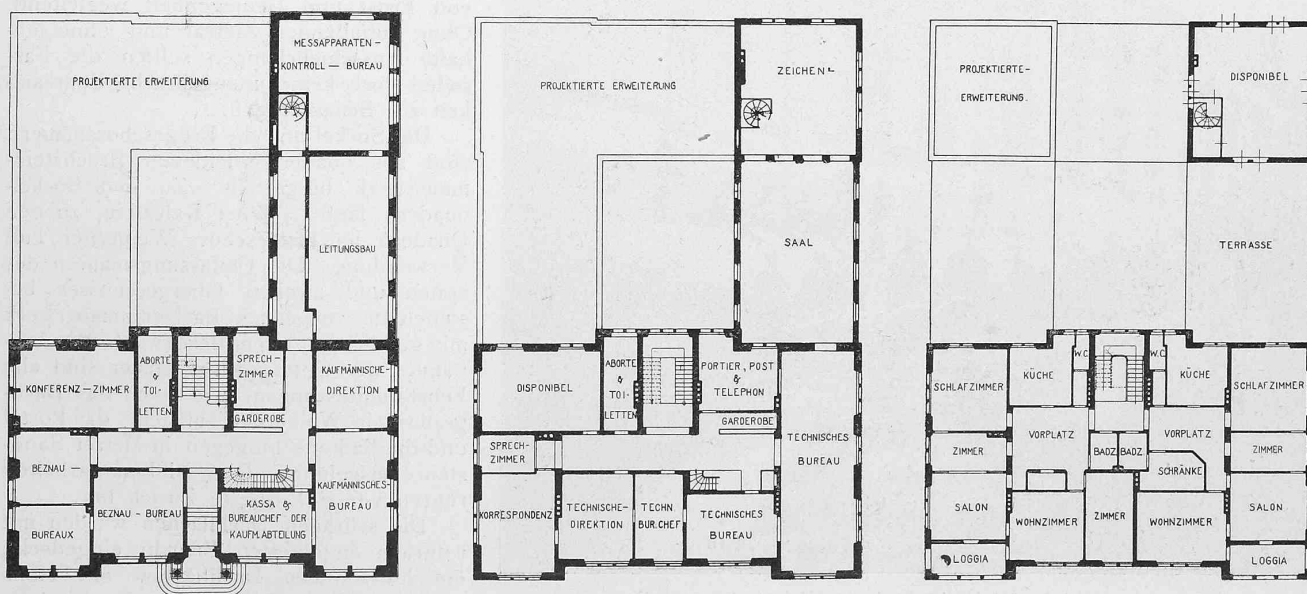 PROJEKTIERTE ERWEITERUNG
MESSAPPARATEN –
KONTROLL – BUREAU
LEITUNGSBAU
KONFERENZ – ZIMMER
ABORTE
&
TOI-
LETTEN
SPRECH –
ZIMMER
GARDEROBE
KAUFMÄNNISCHE-
DIREKTION
BEZNAU –
BUREAUX
BEZNAU – BUREAU
KASSA &
BUREAUCHEF DER
KAUFM. ABTEILUNG
KAUFMÄNNISCHES-
BUREAU
PROJEKTIERTE ERWEITERUNG
ZEICHEN –
SAAL
DISPONIBEL
ABORTE
&
TOI-
LETTEN
PORTIER, POST
&
TELEPHON
GARDEROBE
TECHNISCHES
BUREAU
SPRECH-
ZIMMER
KORRESPONDENZ
TECHNISCHE-
DIREKTION
TECHN.
BUR. CHEF
TECHNISCHES
BUREAU
PROJEKTIERTE-
ERWEITERUNG.
DISPONIBEL
TERRASSE
SCHLAFZIMMER
KÜCHE
W.C.
W.C.
KÜCHE
SCHLAFZIMMER
VORPLATZ
VORPLATZ
ZIMMER
BADZ.
BADZ.
SCHRÄNKE
ZIMMER
SALON
WOHNZIMMER
ZIMMER
WOHNZIMMER
SALON
LOGGIA
LOGGIA